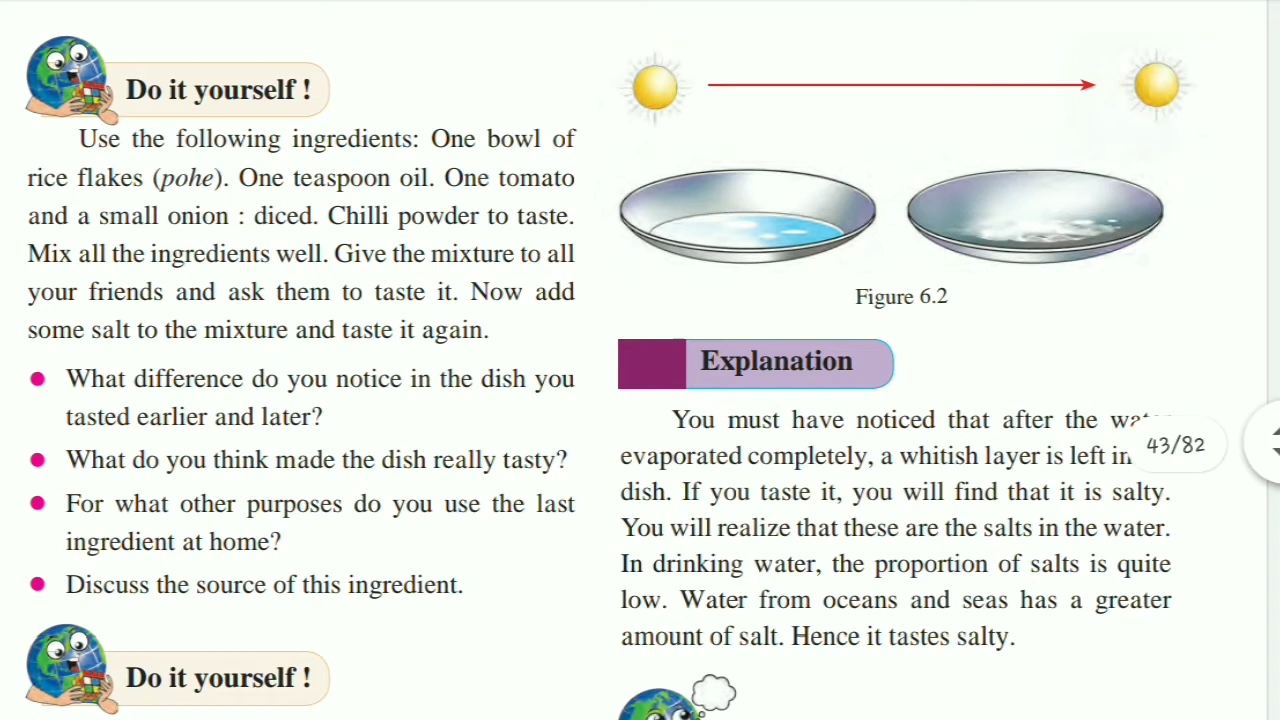 Do it yourself !
Use the following ingredients: One bowl of
rice flakes (pohe). One teaspoon oil. One tomato
and a small onion : diced. Chilli powder to taste.
Mix all the ingredients well. Give the mixture to all
your friends and ask them to taste it. Now add
some salt to the mixture and taste it again.
● What difference do you notice in the dish you
tasted earlier and later?
● What do you think made the dish really tasty?
● For what other purposes do you use the last
ingredient at home?
● Discuss the source of this ingredient.
Do it yourself !
Figure 6.2
Explanation
You must have noticed that after the
evaporated completely, a whitish layer is left in
dish. If you taste it, you will find that it is salty.
You will realize that these are the salts in the water.
In drinking water, the proportion of salts is quite
low. Water from oceans and seas has a greater
amount of salt. Hence it tastes salty.
43/82